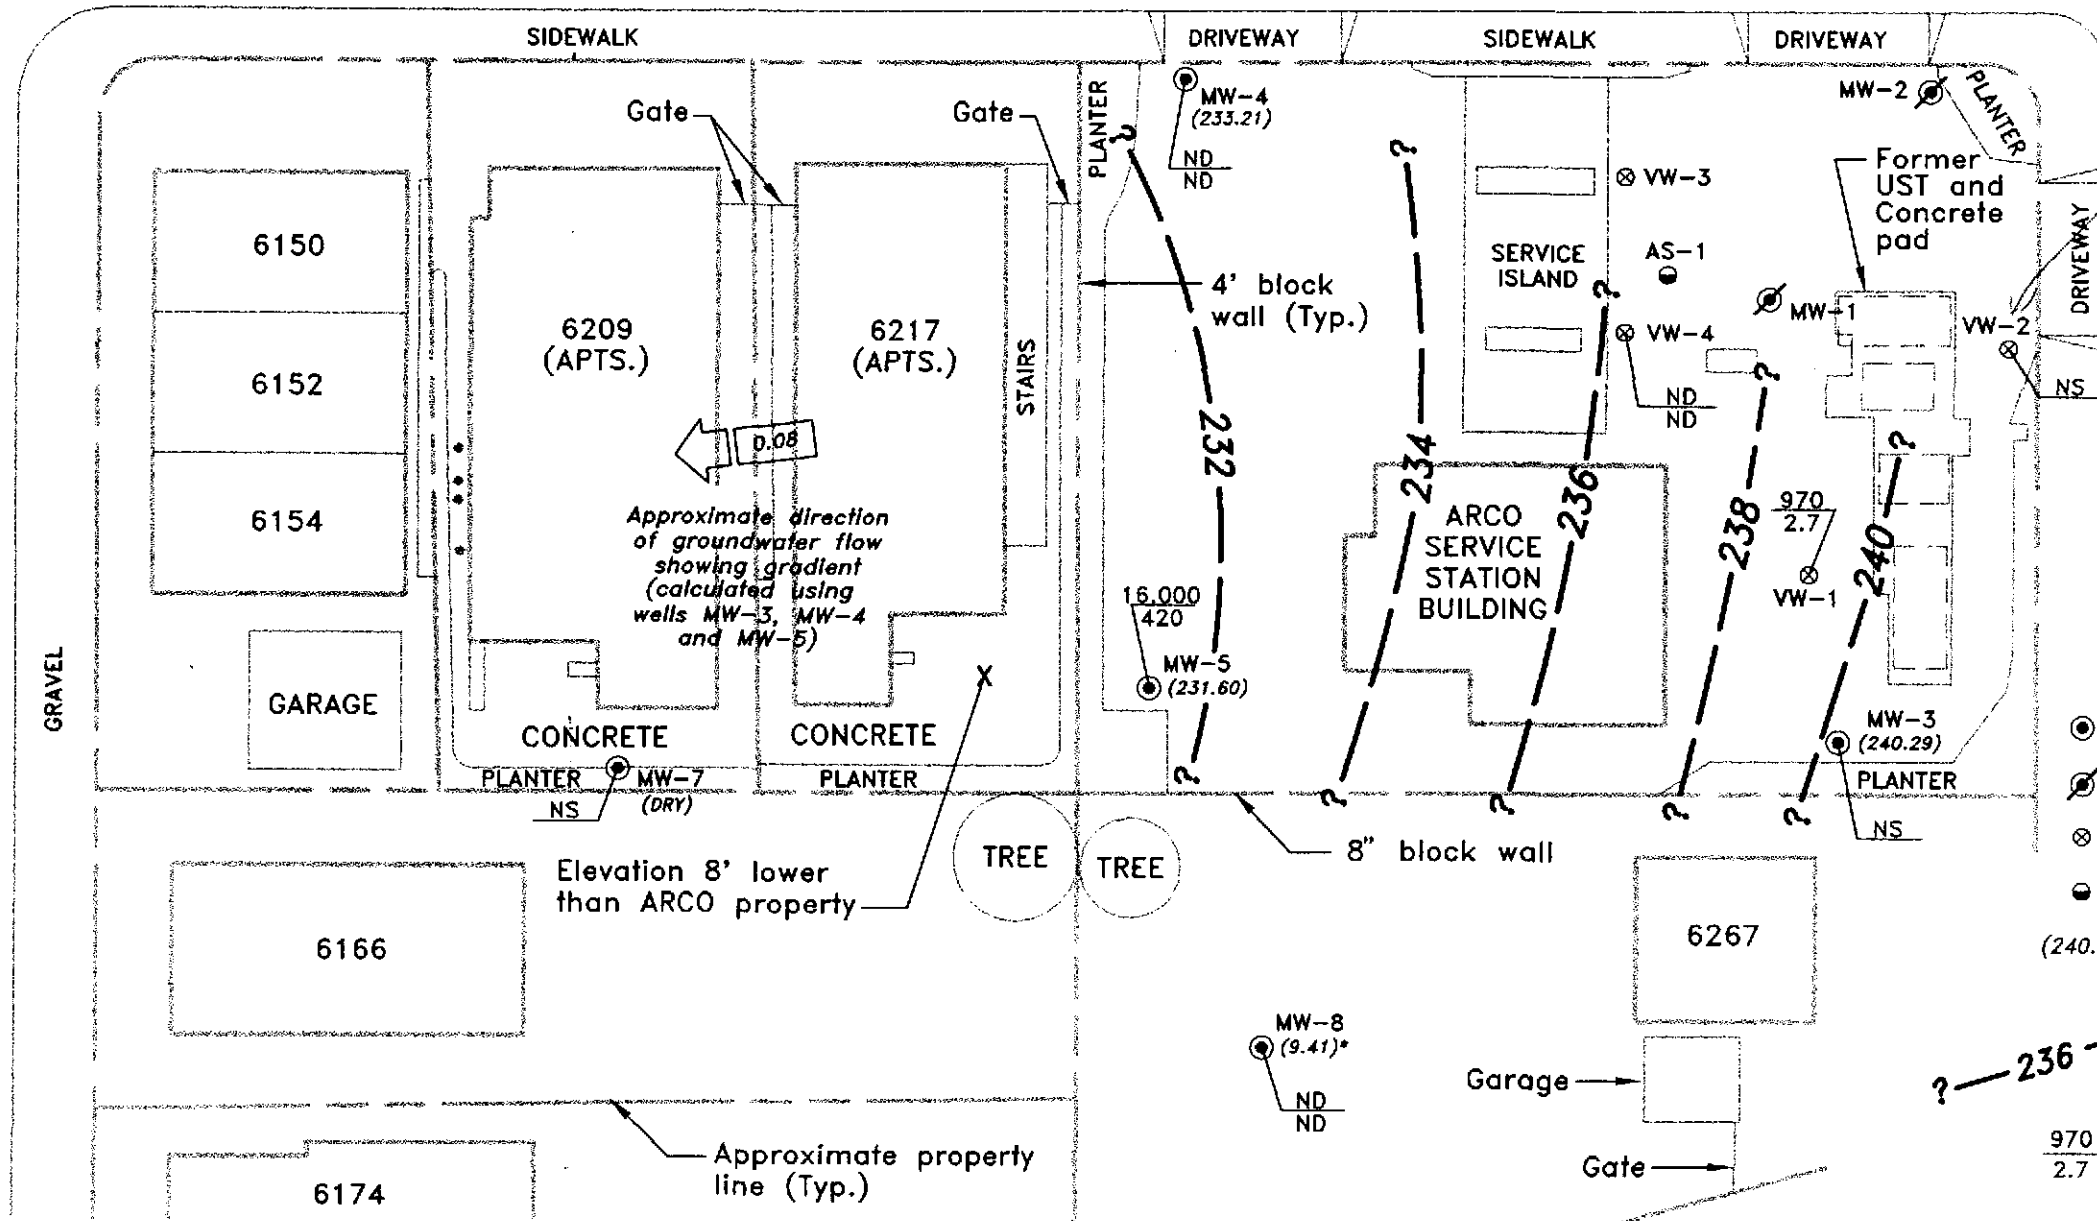 SIDEWALK
DRIVEWAY
SIDEWALK
DRIVEWAY
PLANTER
MW-4
(233.21)
ND
ND
MW-2
PLANTER
Gate
Gate
?
?
VW-3
Former
UST and
Concrete
pad
DRIVEWAY
6150
6209
(APTS.)
6217
(APTS.)
STAIRS
4' block
wall (Typ.)
SERVICE
ISLAND
AS-1
?
MW-1
VW-4
ND
ND
VW-2
NS
?
6152
0.08
232
234
236
238
240
?
6154
Approximate direction
of groundwater flow
showing gradient
(calculated using
wells MW-3, MW-4
and MW-5)
ARCO
SERVICE
STATION
BUILDING
970
2.7
VW-1
16,000
420
MW-5
(231.60)
X
GRAVEL
GARAGE
CONCRETE
CONCRETE
MW-3
(240.29)
PLANTER
MW-7
(DRY)
NS
PLANTER
?
?
?
?
?
PLANTER
NS
Elevation 8' lower
than ARCO property
TREE
TREE
8" block wall
6166
6267
(240.
MW-8
(9.41)*
ND
ND
Garage
? 236
970
2.7
Approximate property
line (Typ.)
Gate
6174